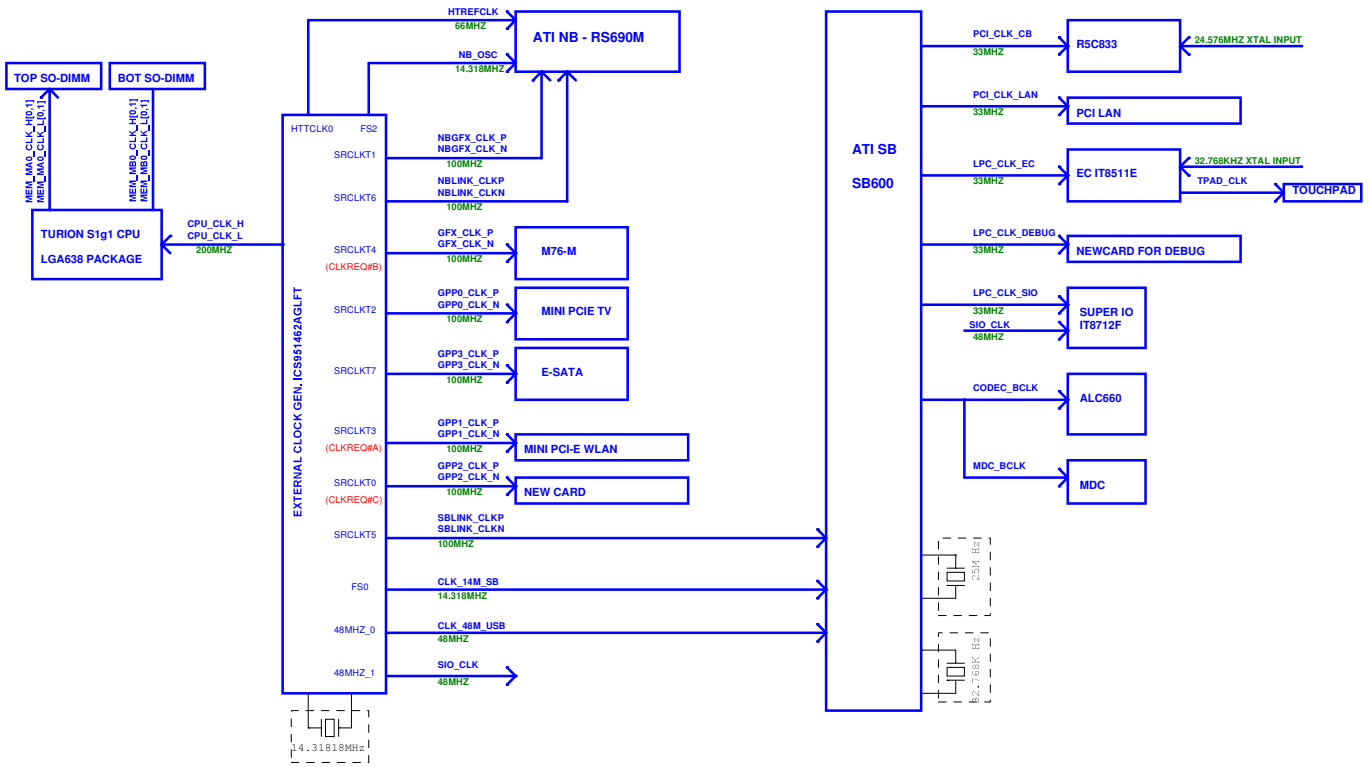 HTREFCLK
66MHZ
ATI NB - RS690M
NB_OSC
14.318MHZ
TOP SO-DIMM
BOT SO-DIMM
MEM_MA0_CLK_H[0,1]
MEM_MA0_CLK_L[0,1]
MEM_MB0_CLK_H[0,1]
MEM_MB0_CLK_L[0,1]
TURION S1g1 CPU
LGA638 PACKAGE
CPU_CLK_H
CPU_CLK_L
200MHZ
EXTERNAL CLOCK GEN. ICS951462AGLFT
HTTCLK0
FS2
SRCLKT1
NBGFX_CLK_P
NBGFX_CLK_N
100MHZ
SRCLKT6
NBLINK_CLKP
NBLINK_CLKN
100MHZ
SRCLKT4
(CLKREQ#B)
GFX_CLK_P
GFX_CLK_N
100MHZ
M76-M
SRCLKT2
GPP0_CLK_P
GPP0_CLK_N
100MHZ
MINI PCIE TV
SRCLKT7
GPP3_CLK_P
GPP3_CLK_N
100MHZ
E-SATA
SRCLKT3
(CLKREQ#A)
GPP1_CLK_P
GPP1_CLK_N
100MHZ
MINI PCI-E WLAN
SRCLKT0
(CLKREQ#C)
GPP2_CLK_P
GPP2_CLK_N
100MHZ
NEW CARD
SRCLKT5
SBLINK_CLKP
SBLINK_CLKN
100MHZ
FS0
CLK_14M_SB
14.318MHZ
48MHZ_0
CLK_48M_USB
48MHZ
48MHZ_1
SIO_CLK
48MHZ
14.31818MHz
ATI SB
SB600
PCI_CLK_CB
33MHZ
R5C833
24.576MHZ XTAL INPUT
PCI_CLK_LAN
33MHZ
PCI LAN
LPC_CLK_EC
33MHZ
EC IT8511E
32.768KHZ XTAL INPUT
TPAD_CLK
TOUCHPAD
LPC_CLK_DEBUG
33MHZ
NEWCARD FOR DEBUG
LPC_CLK_SIO
33MHZ
SIO_CLK
48MHZ
SUPER IO
IT8712F
CODEC_BCLK
ALC660
MDC_BCLK
MDC
25M Hz
32.768K Hz